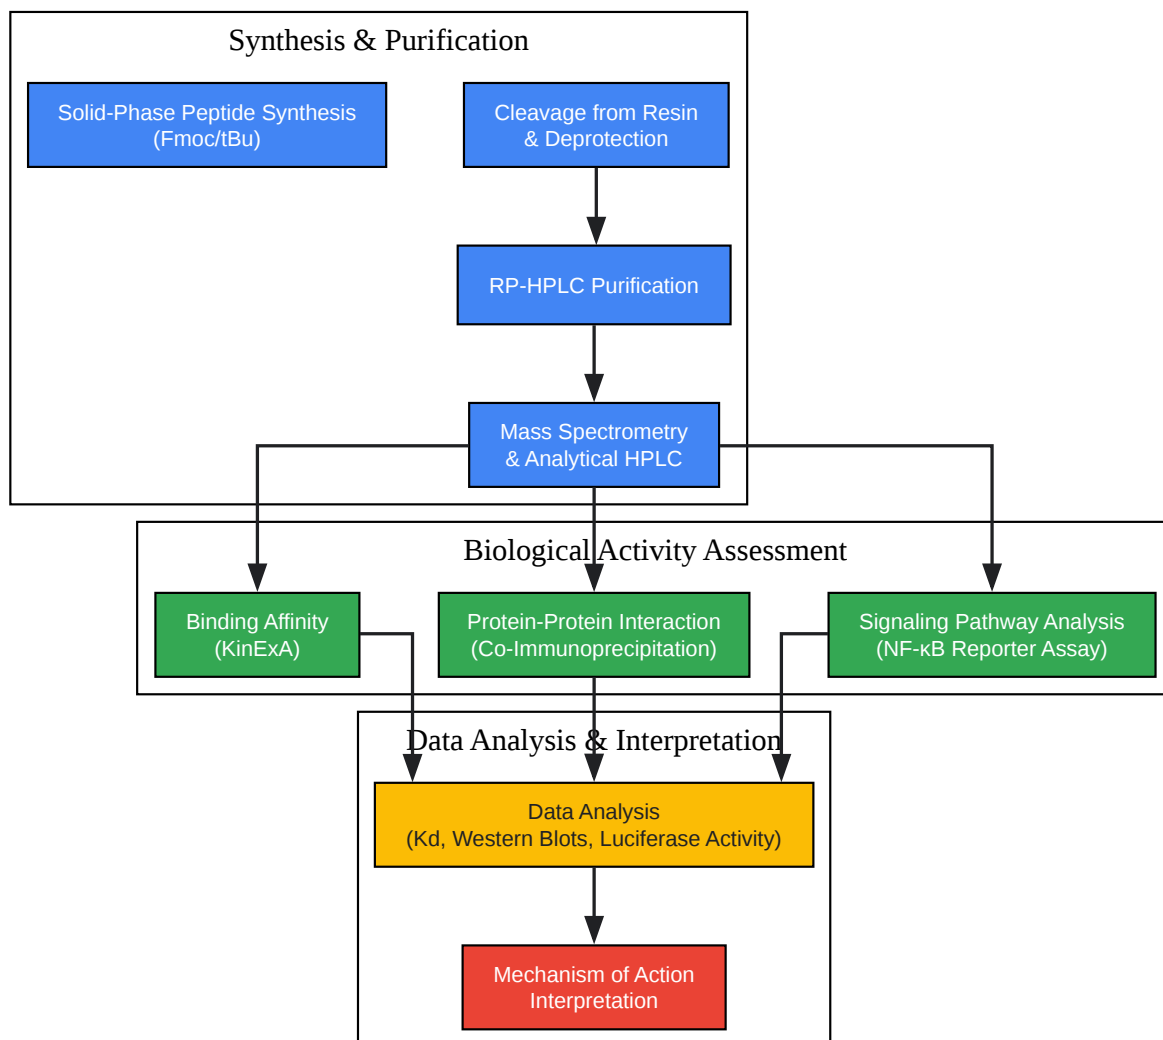 Synthesis & Purification
Solid-Phase Peptide Synthesis
(Fmoc/tBu)
Cleavage from Resin
& Deprotection
RP-HPLC Purification
Mass Spectrometry
& Analytical HPLC
Biological Activity Assessment
Binding Affinity
(KinExA)
Protein-Protein Interaction
(Co-Immunoprecipitation)
Signaling Pathway Analysis
(NF-κB Reporter Assay)
Data Analysis & Interpretation
Data Analysis
(Kd, Western Blots, Luciferase Activity)
Mechanism of Action
Interpretation